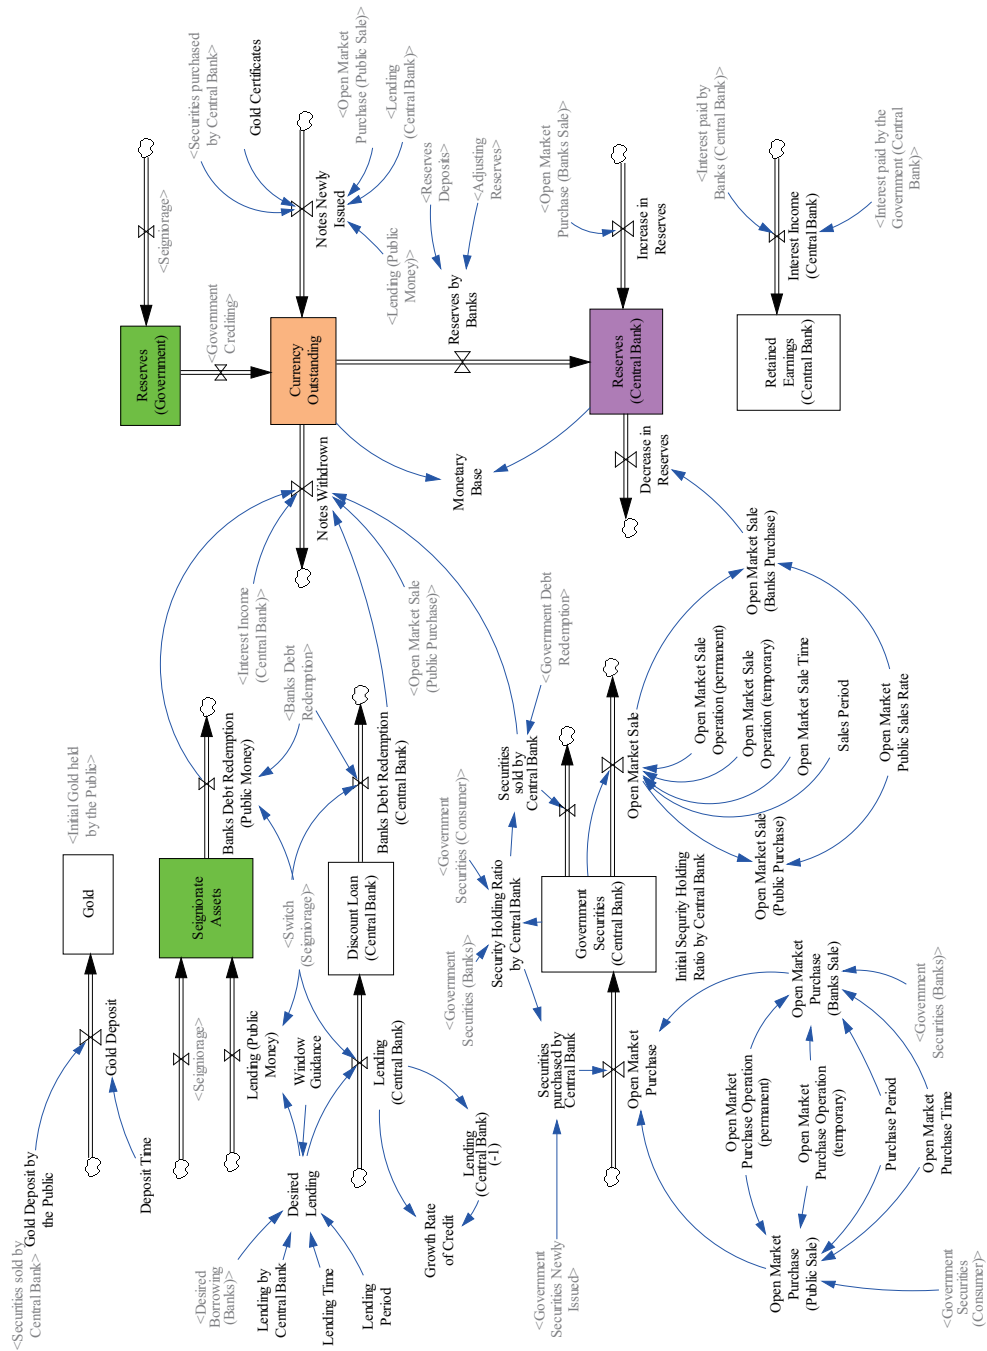 <Securities sold by
Central Bank>
Gold Deposit by
the Public
Deposit Time
Gold Deposit
Gold
<Initial Gold held
by the Public>
<Seigniorage>
Lending (Public
Money)
Seigniorate
Assets
Banks Debt Redemption
(Public Money)
<Interest Income
(Central Bank)>
<Banks Debt
Redemption>
<Switch
(Seigniorage)>
Window
Guidance
Desired
Lending
<Desired
Borrowing
(Banks)>
Lending by
Central Bank
Lending Time
Lending
Period
Lending
(Central Bank)
Discount Loan
(Central Bank)
Banks Debt Redemption
(Central Bank)
<Open Market Sale
(Public Purchase)>
Growth Rate
of Credit
Lending
(Central Bank)
(-1)
Reserves
(Government)
<Seigniorage>
<Government
Crediting>
Currency
Outstanding
Notes Withdrown
Notes Newly
Issued
<Securities purchased
by Central Bank>
Gold Certificates
<Open Market
Purchase (Public Sale)>
<Lending
(Central Bank)>
<Lending (Public
Money)>
<Reserves
Deposits>
<Adjusting
Reserves>
Reserves by
Banks
Monetary
Base
Reserves
(Central Bank)
Increase in
Reserves
<Open Market
Purchase (Banks Sale)>
Decrease in
Reserves
Retained
Earnings
(Central Bank)
Interest Income
(Central Bank)
<Interest paid by
Banks (Central Bank)>
<Interest paid by the
Government (Central
Bank)>
<Government
Securities (Consumer)>
<Government
Securities (Banks)>
Security Holding Ratio
by Central Bank
Securities
sold by
Central Bank
<Government Debt
Redemption>
Securities
purchased by
Central Bank
<Government
Securities Newly
Issued>
Government
Securities
(Central Bank)
Open Market
Purchase
Open Market Sale
Initial Sequrity Holding
Ratio by Central Bank
Open Market Sale
(Banks Purchase)
Open Market Sale
Operation (permanent)
Open Market Sale
Operation (temporary)
Open Market Sale Time
Sales Period
Open Market
Public Sales Rate
Open Market Sale
(Public Purchase)
Open Market
Purchase
(Banks Sale)
<Government
Securities (Banks)>
Open Market
Purchase Operation
(permanent)
Open Market
Purchase Operation
(temporary)
Purchase Period
Open Market
Purchase Time
Open Market
Purchase
(Public Sale)
<Government
Securities
(Consumer)>